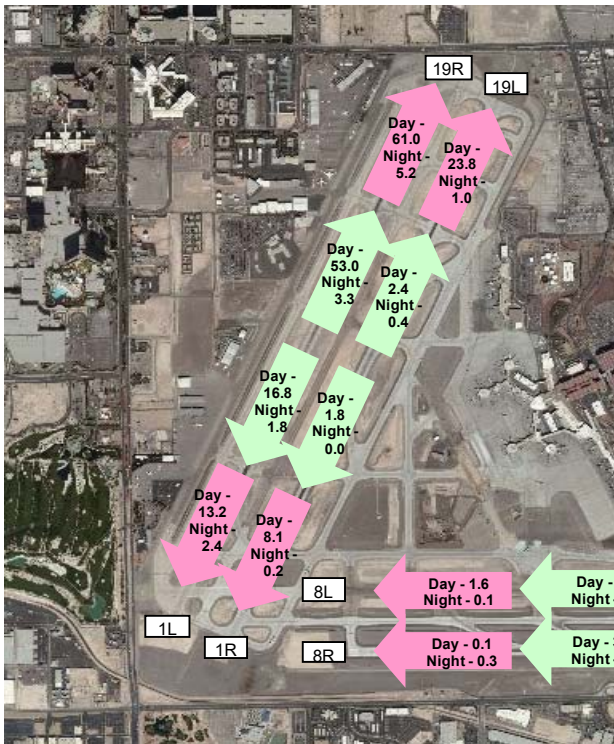 19R
19L
Day -
61.0
Night -
5.2
Day -
23.8
Night -
1.0
Day -
53.0
Night -
3.3
Day -
2.4
Night -
0.4
Day -
16.8
Night -
1.8
Day -
1.8
Night -
0.0
Day -
13.2
Night -
2.4
Day -
8.1
Night -
0.2
8L
Day - 1.6
Night - 0.1
Day -
Night -
1L
1R
8R
Day - 0.1
Night - 0.3
Day -
Night -